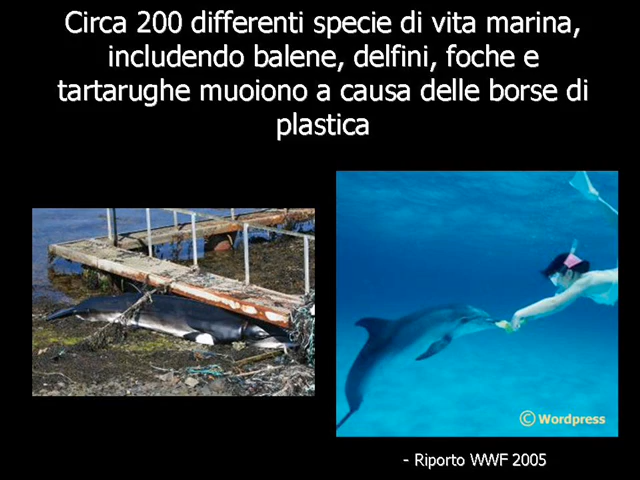 Circa 200 differenti specie di vita marina,
includendo balene, delfini, foche e
tartarughe muoiono a causa delle borse di
plastica
© Wordpress
- Riporto WWF 2005